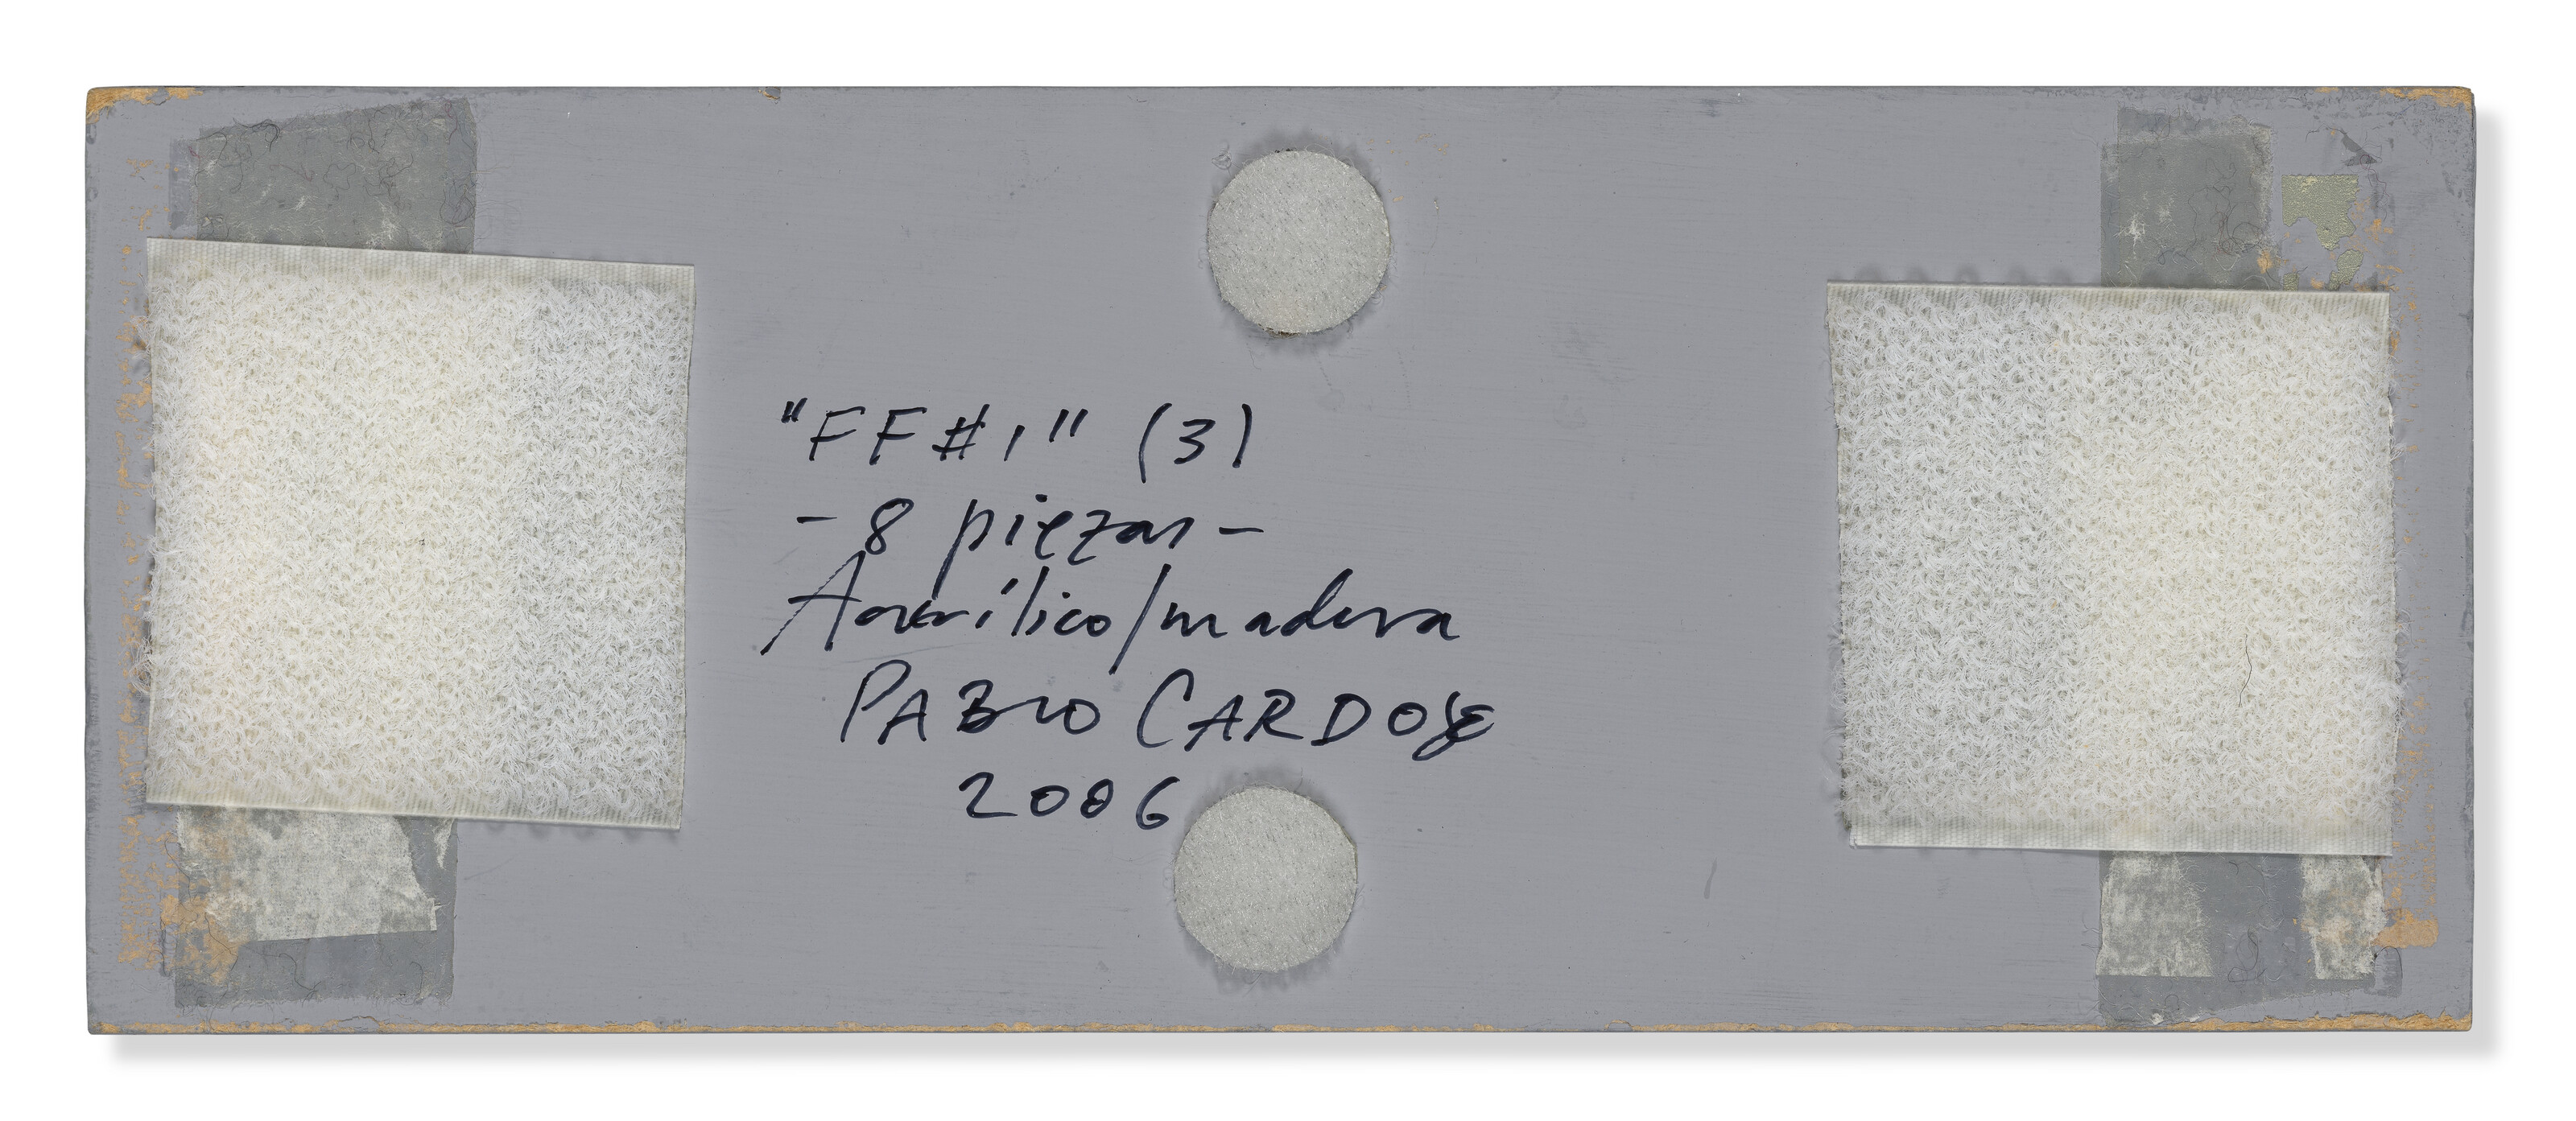 "FF#1" (3)
- 8 piezas -
Acrílico/madera
PABLO CARDOSO
2006